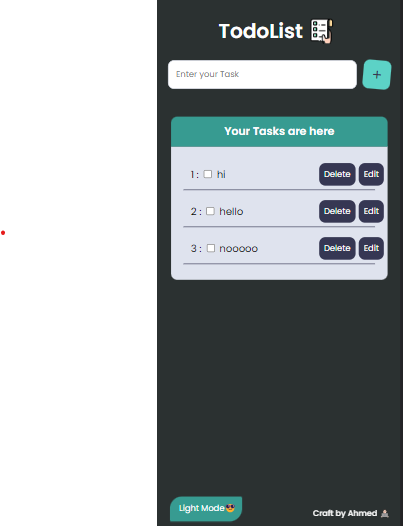 TodoList
Enter your Task
+
Your Tasks are here
1 : hi Delete Edit
2 : hello Delete Edit
3 : nooooo Delete Edit
Light Mode😎
Craft by Ahmed